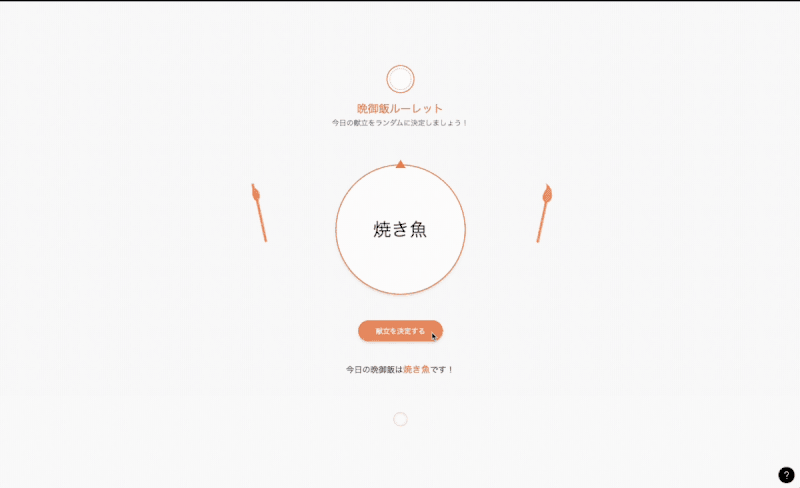 晩御飯ルーレット
今日の献立をランダムに決定しましょう！
焼き魚
献立を決定する
今日の晩御飯は焼き魚です！
?